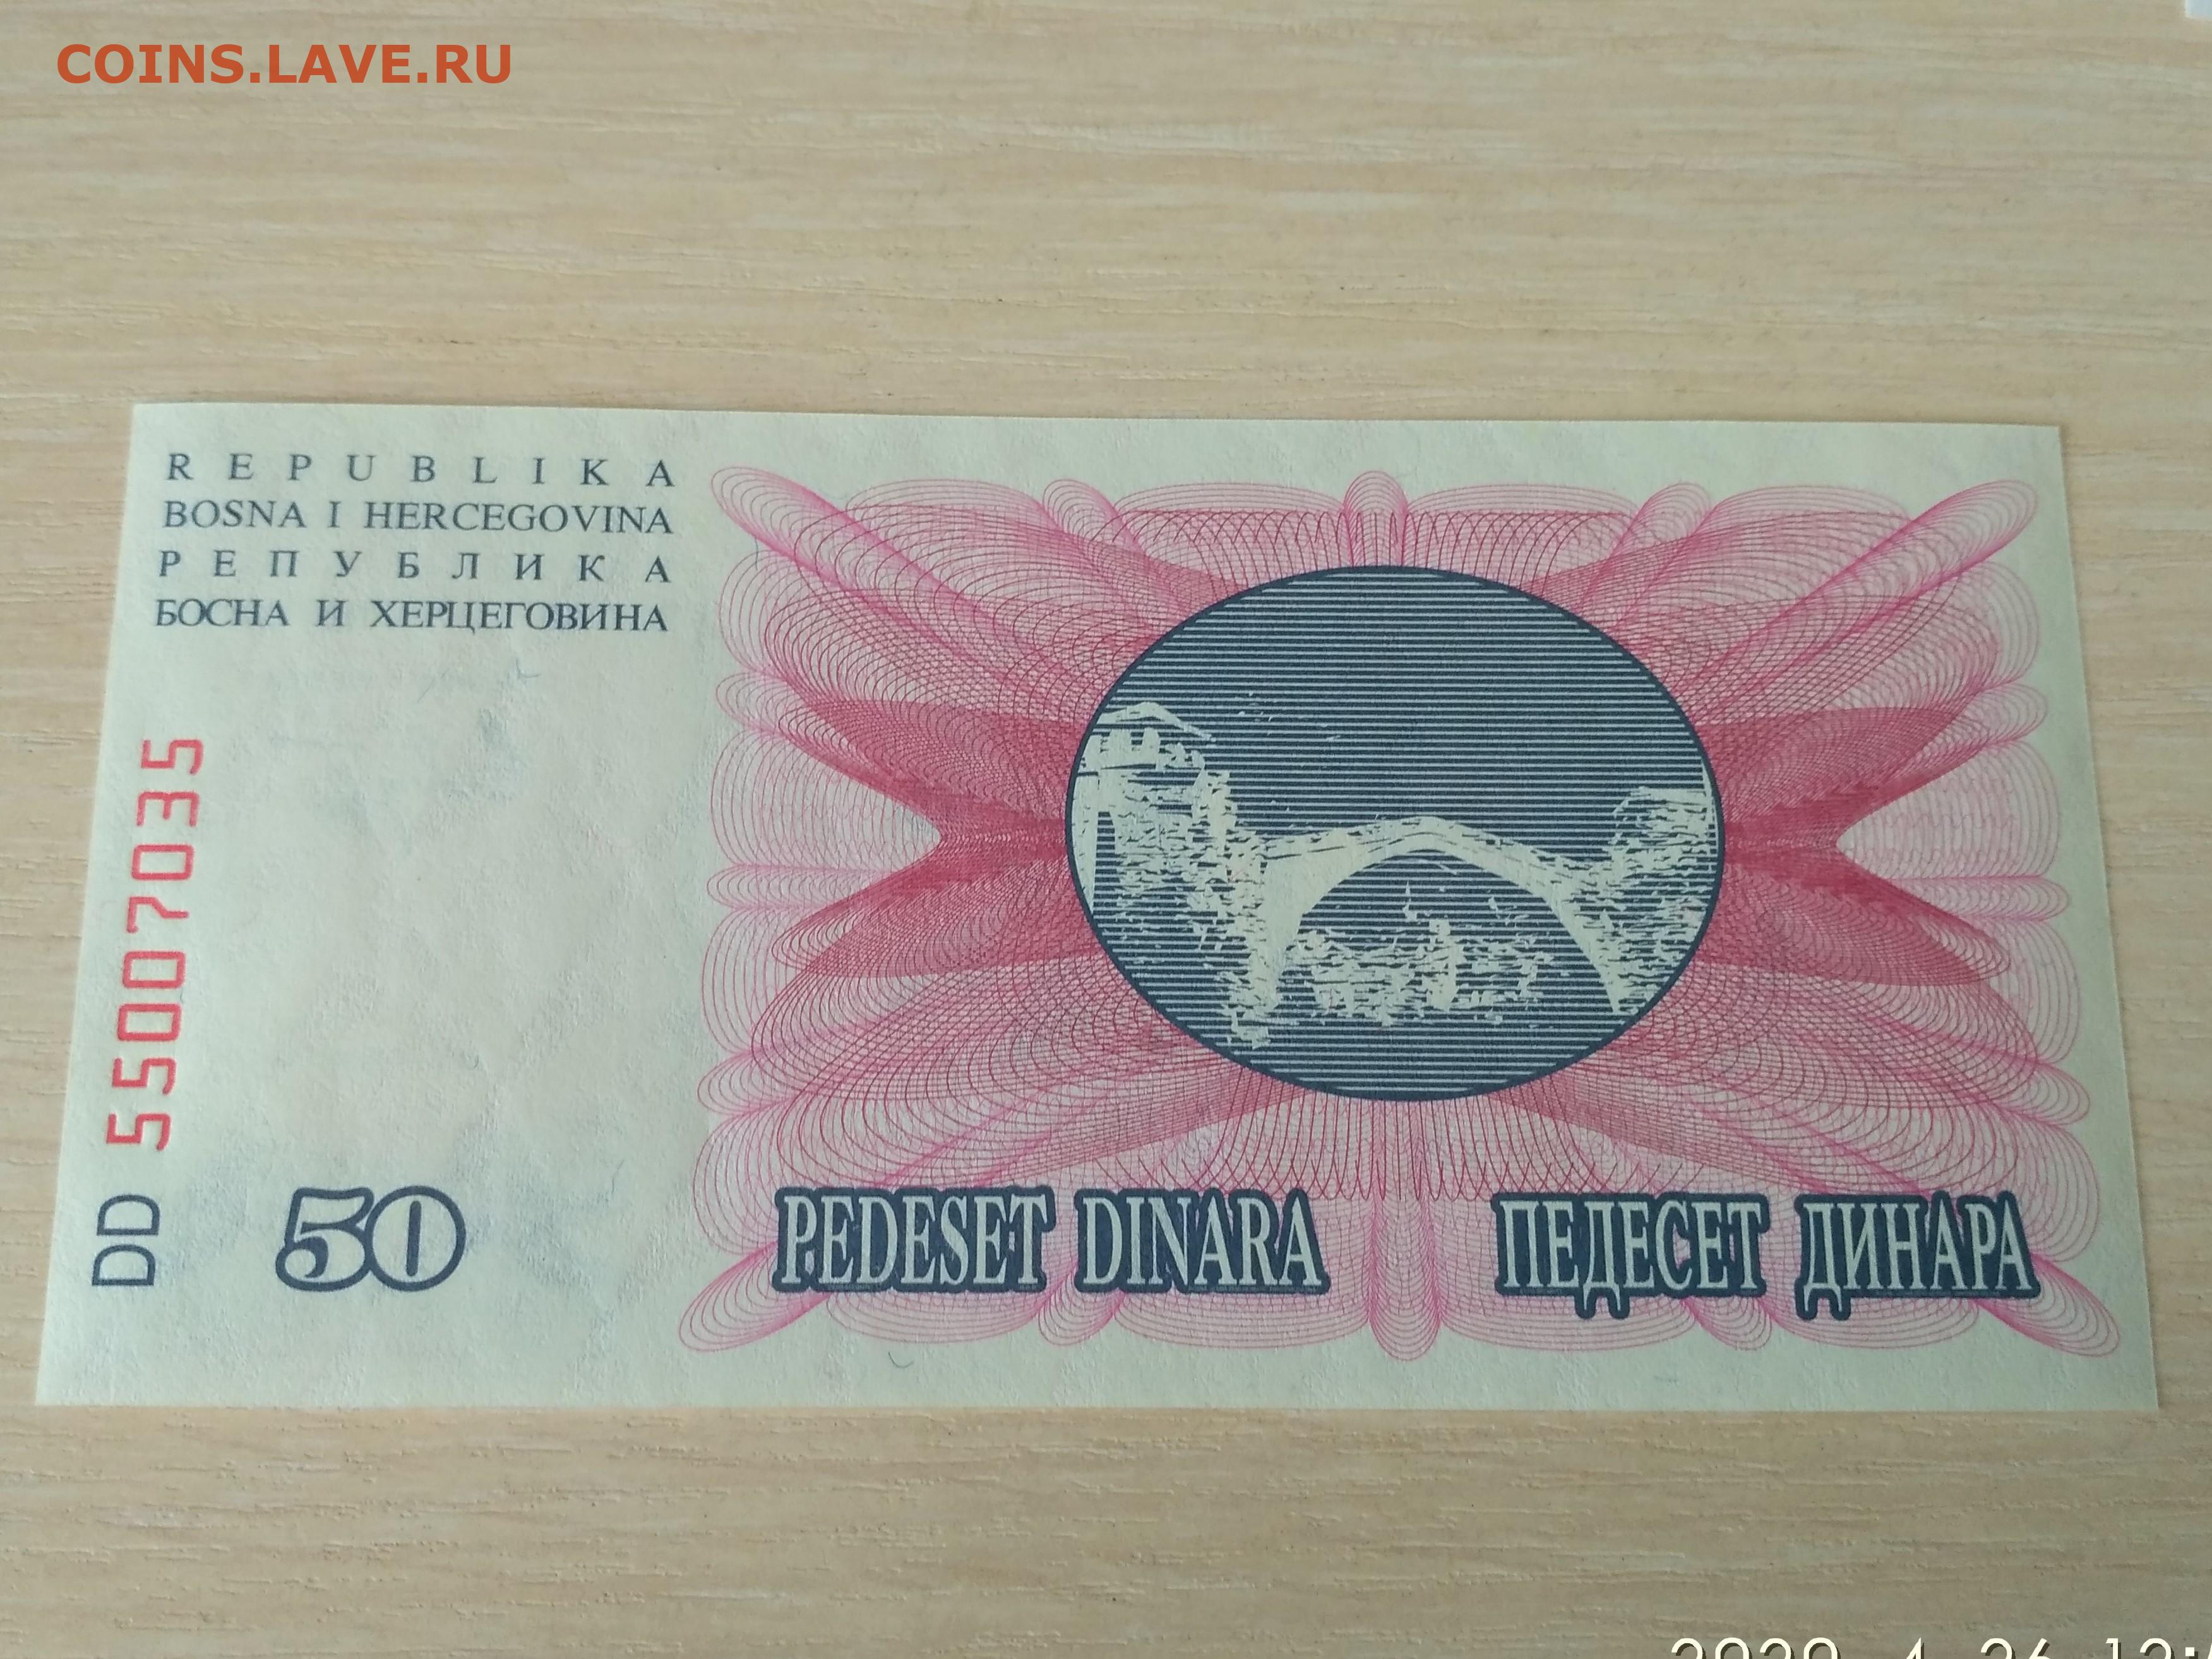 COINS.LAVE.RU
REPUBLIKA
BOSNA I HERCEGOVINA
РЕПУБЛИКА
БОСНА И ХЕРЦЕГОВИНА
DD 55007035
50
PEDESET DINARA ПЕДЕСЕТ ДИНАРА